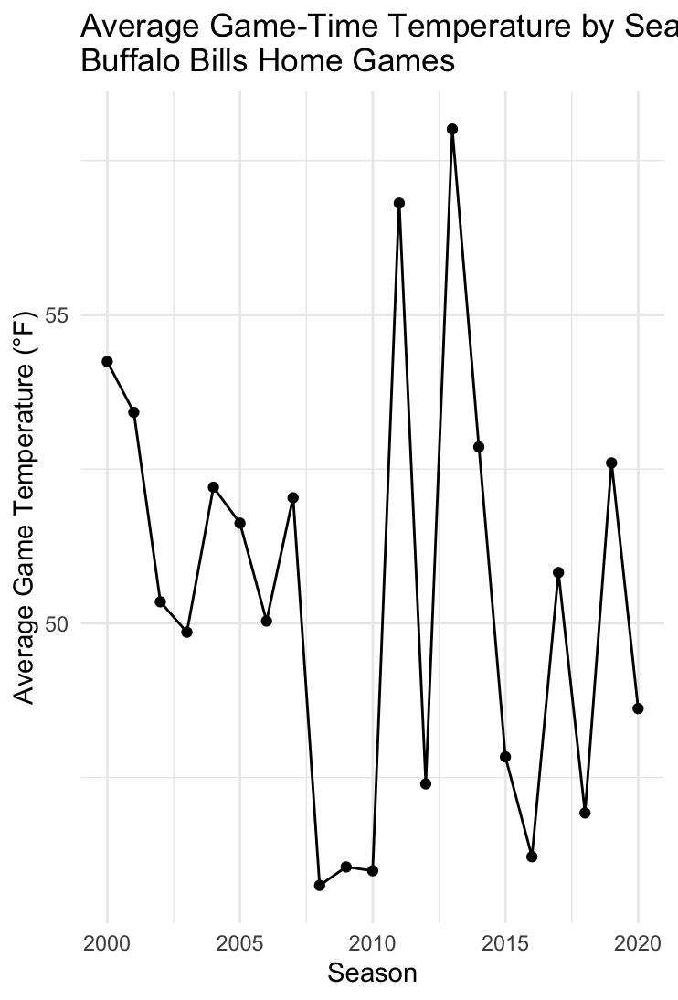 Average Game-Time Temperature by Sea
Buffalo Bills Home Games
Average Game Temperature (°F)
55
50
2000 2005 2010 2015 2020
Season